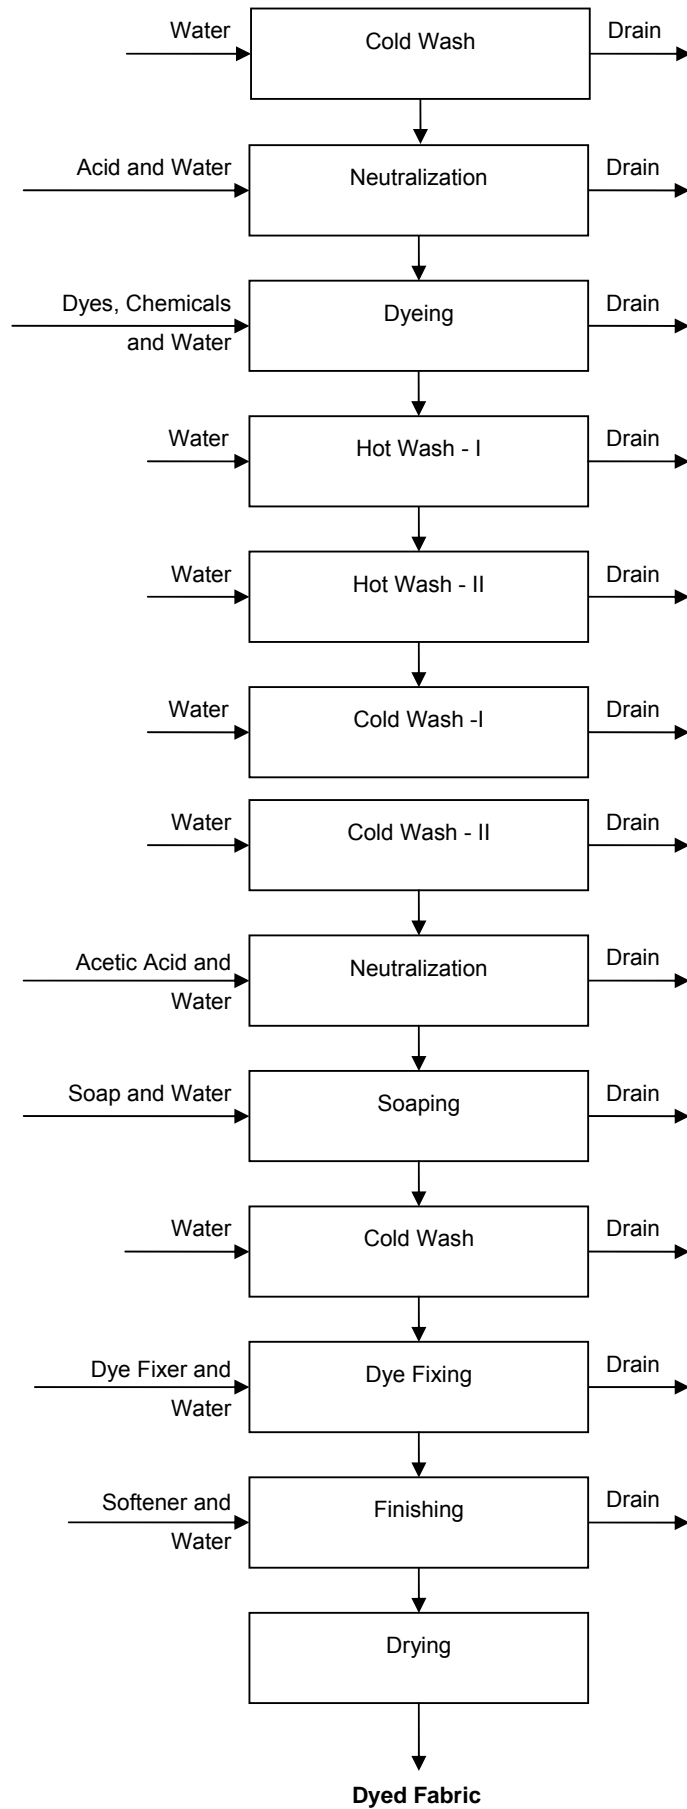 Water
Cold Wash
Drain
Acid and Water
Neutralization
Drain
Dyes, Chemicals
and Water
Dyeing
Drain
Water
Hot Wash - I
Drain
Water
Hot Wash - II
Drain
Water
Cold Wash -I
Drain
Water
Cold Wash - II
Drain
Acetic Acid and
Water
Neutralization
Drain
Soap and Water
Soaping
Drain
Water
Cold Wash
Drain
Dye Fixer and
Water
Dye Fixing
Drain
Softener and
Water
Finishing
Drain
Drying
Dyed Fabric